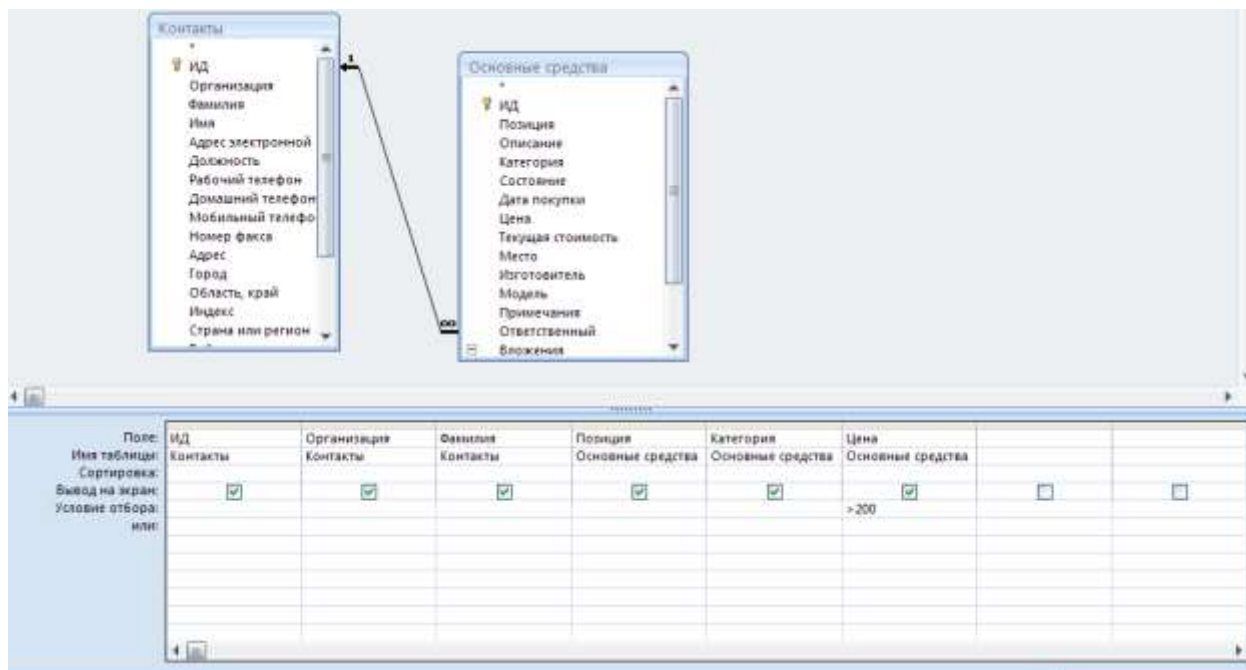 Контакты
*
ИД
Организация
Фамилия
Имя
Адрес электронной
Должность
Рабочий телефон
Домашний телефон
Мобильный телефо
Номер факса
Адрес
Город
Область, край
Индекс
Страна или регион
1
∞
Основные средства
*
ИД
Позиция
Описание
Категория
Состояние
Дата покупки
Цена
Текущая стоимость
Место
Изготовитель
Модель
Примечания
Ответственный
Вложения
Поле: ИД Организация Фамилия Позиция Категория Цена
Имя таблицы: Контакты Контакты Контакты Основные средства Основные средства Основные средства
Сортировка:
Вывод на экран:
Условие отбора: >200
или: